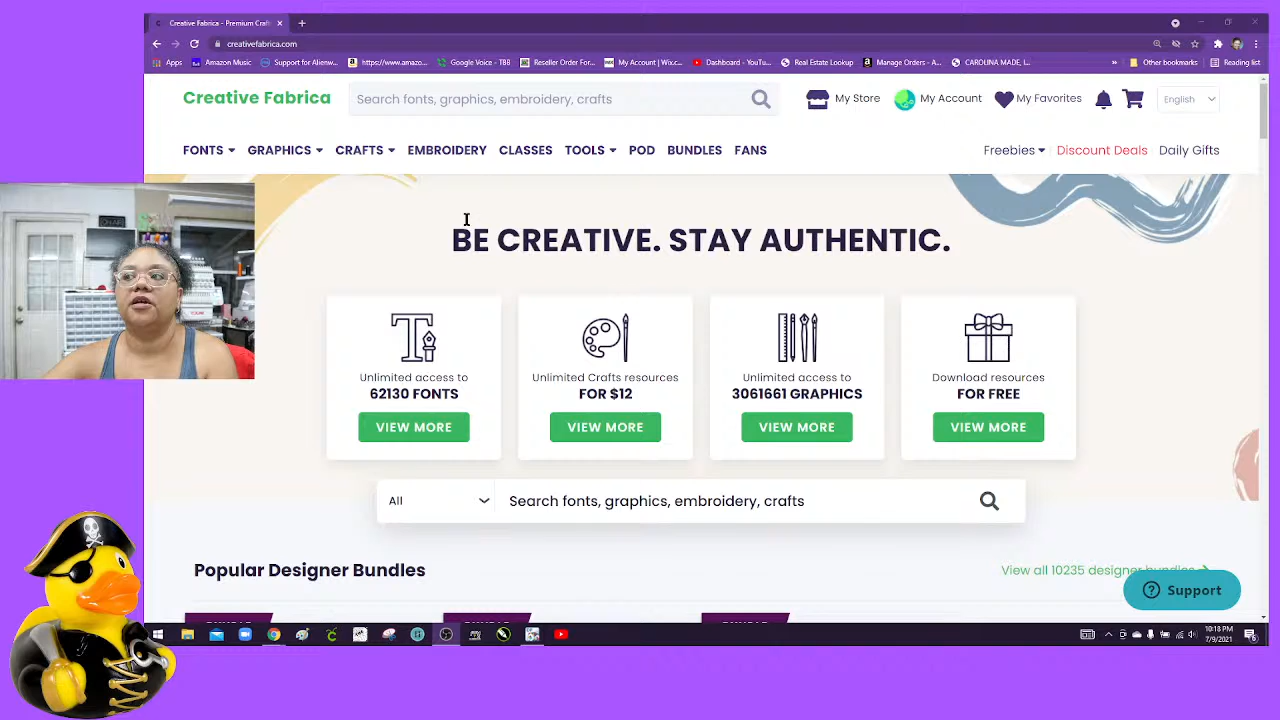 Creative Fabrica - Premium Craft
creativefabrica.com
Apps Amazon Music Support for Alienw... https://www.amazo... Google Voice - TBB Reseller Order For... My Account | Wix.c... Dashboard - YouTu... Real Estate Lookup Manage Orders - A... CAROLINA MADE, I... » Other bookmarks Reading list
Creative Fabrica Search fonts, graphics, embroidery, crafts My Store My Account My Favorites English
FONTS GRAPHICS CRAFTS EMBROIDERY CLASSES TOOLS POD BUNDLES FANS Freebies Discount Deals Daily Gifts
BE CREATIVE. STAY AUTHENTIC.
Unlimited access to
62130 FONTS
VIEW MORE
Unlimited Crafts resources
FOR $12
VIEW MORE
Unlimited access to
3061661 GRAPHICS
VIEW MORE
Download resources
FOR FREE
VIEW MORE
All Search fonts, graphics, embroidery, crafts
Popular Designer Bundles View all 10235 designer bundles
Support
10:18 PM
7/9/2021